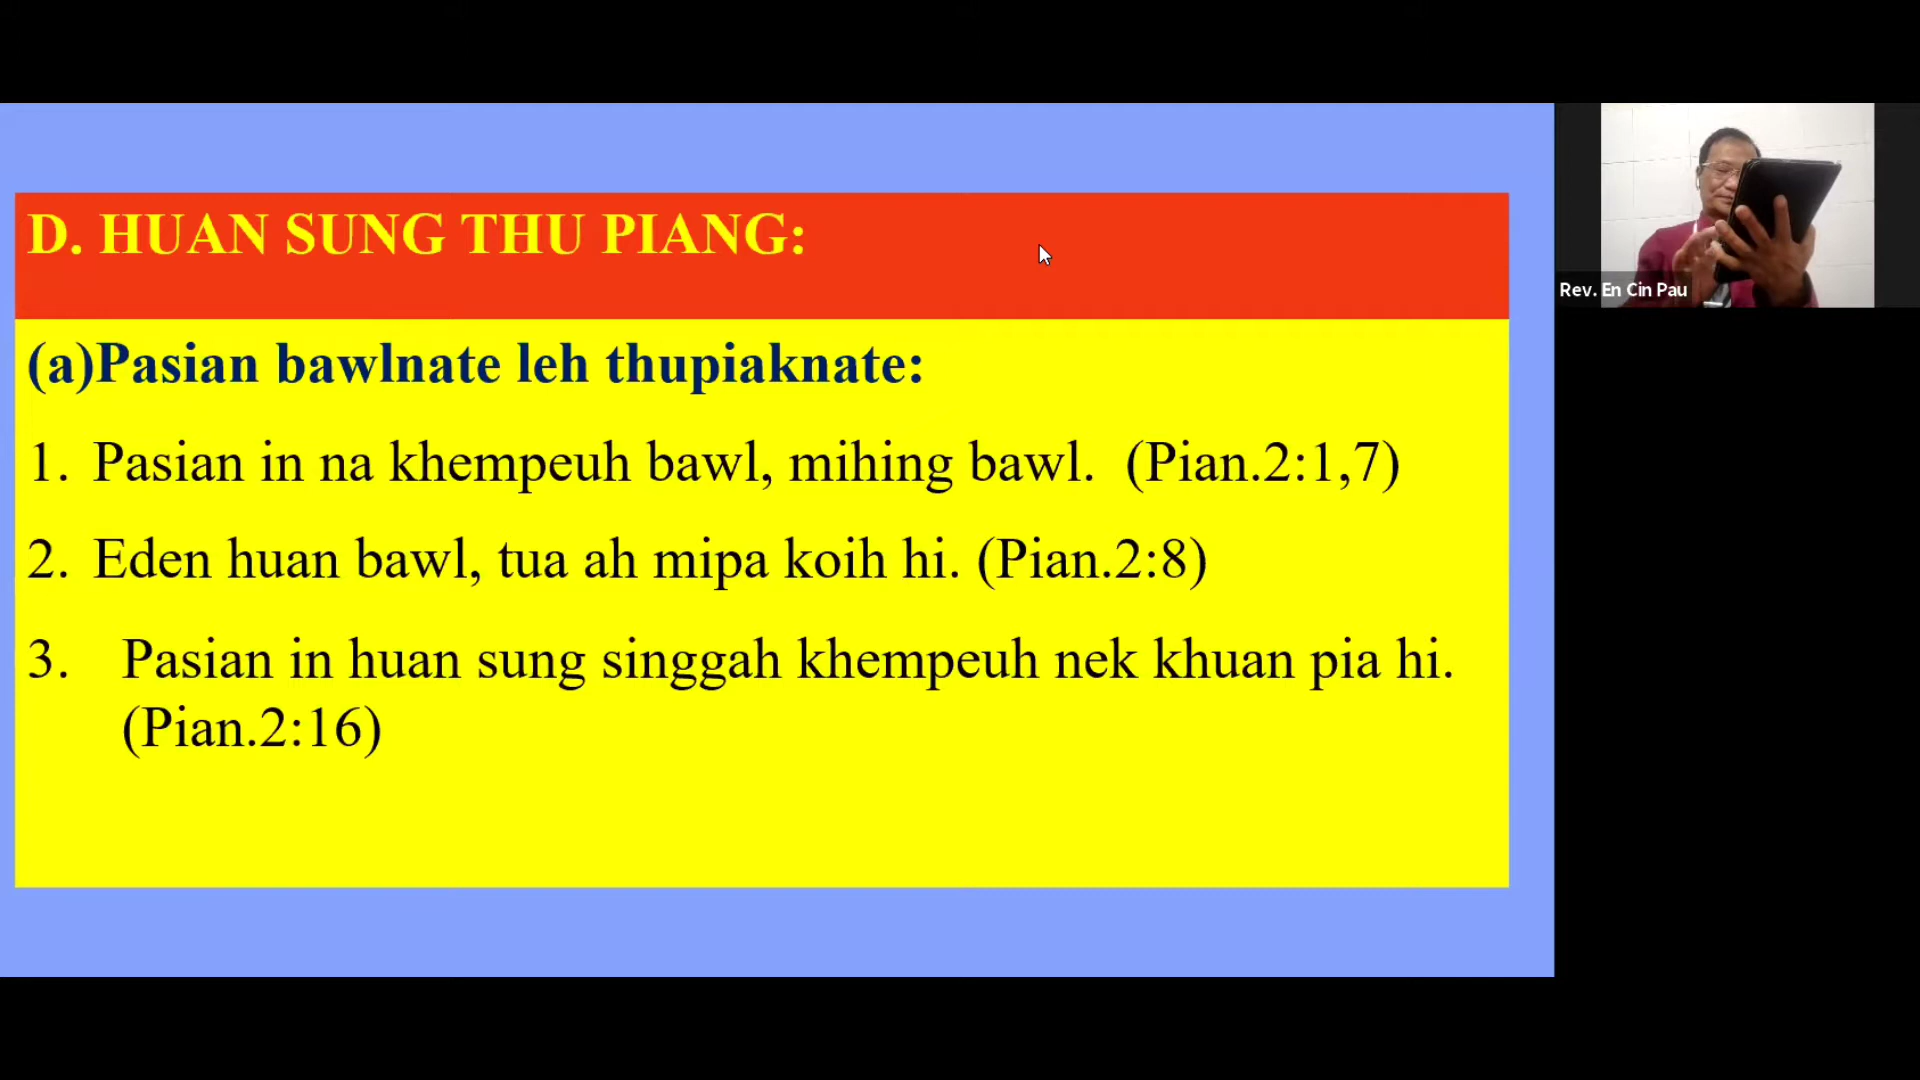 D. HUAN SUNG THU PIANG:
(a)Pasian bawlnate leh thupiaknate:
1. Pasian in na khempeuh bawl, mihing bawl. (Pian.2:1,7)
2. Eden huan bawl, tua ah mipa koih hi. (Pian.2:8)
3. Pasian in huan sung singgah khempeuh nek khuan pia hi.
(Pian.2:16)
Rev. En Cin Pau